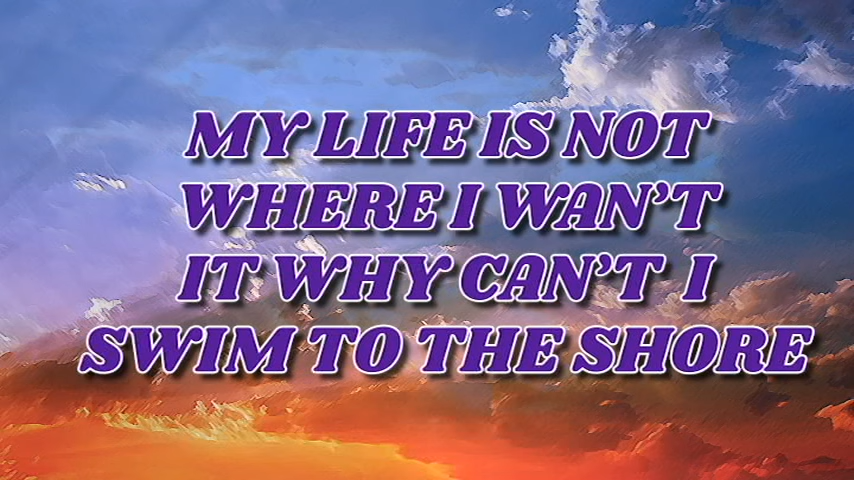 MY LIFE IS NOT
WHERE I WAN'T
IT WHY CAN'T I
SWIM TO THE SHORE